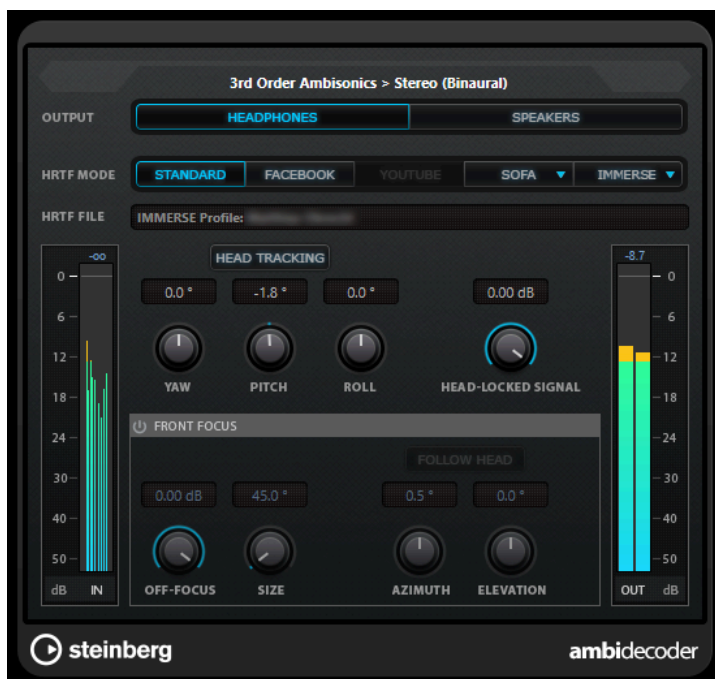 3rd Order Ambisonics > Stereo (Binaural)
OUTPUT HEADPHONES SPEAKERS
HRTF MODE STANDARD FACEBOOK YOUTUBE SOFA IMMERSE
HRTF FILE IMMERSE Profile:
-∞ HEAD TRACKING -8.7
0 0
0.0 ° -1.8 ° 0.0 ° 0.00 dB
6 6
12 12
YAW PITCH ROLL HEAD-LOCKED SIGNAL
18 18
FRONT FOCUS
24 24
FOLLOW HEAD
30 30
0.00 dB 45.0 ° 0.5 ° 0.0 °
40 40
50 50
dB IN OFF-FOCUS SIZE AZIMUTH ELEVATION OUT dB
steinberg ambidecoder